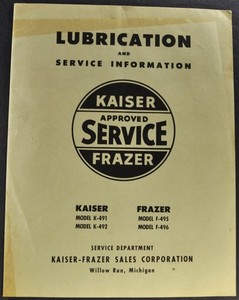 LUBRICATION
AND
SERVICE INFORMATION
KAISER
APPROVED
SERVICE
FRAZER
KAISER FRAZER
MODEL K-491 MODEL F-495
MODEL K-492 MODEL F-496
SERVICE DEPARTMENT
KAISER-FRAZER SALES CORPORATION
Willow Run, Michigan